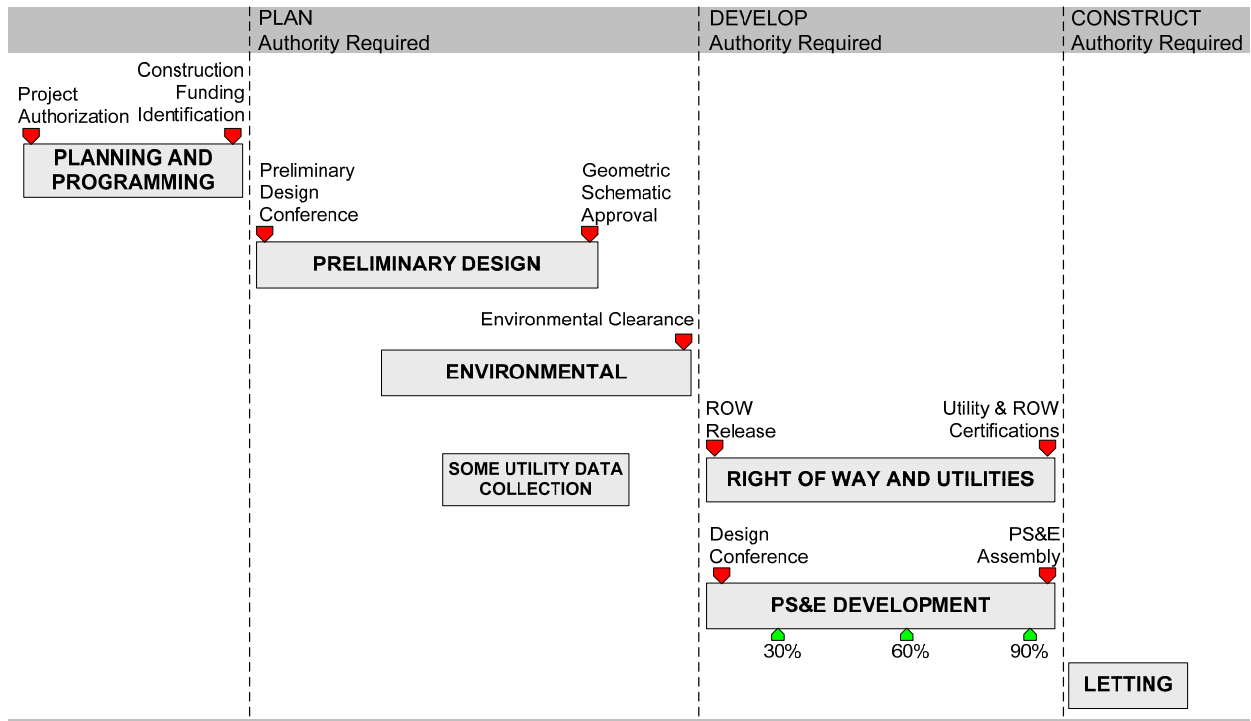 PLAN
Authority Required
DEVELOP
Authority Required
CONSTRUCT
Authority Required
Project
Authorization
Construction
Funding
Identification
PLANNING AND
PROGRAMMING
Preliminary
Design
Conference
Geometric
Schematic
Approval
PRELIMINARY DESIGN
Environmental Clearance
ENVIRONMENTAL
SOME UTILITY DATA
COLLECTION
ROW
Release
Utility & ROW
Certifications
RIGHT OF WAY AND UTILITIES
Design
Conference
PS&E
Assembly
PS&E DEVELOPMENT
30%
60%
90%
LETTING